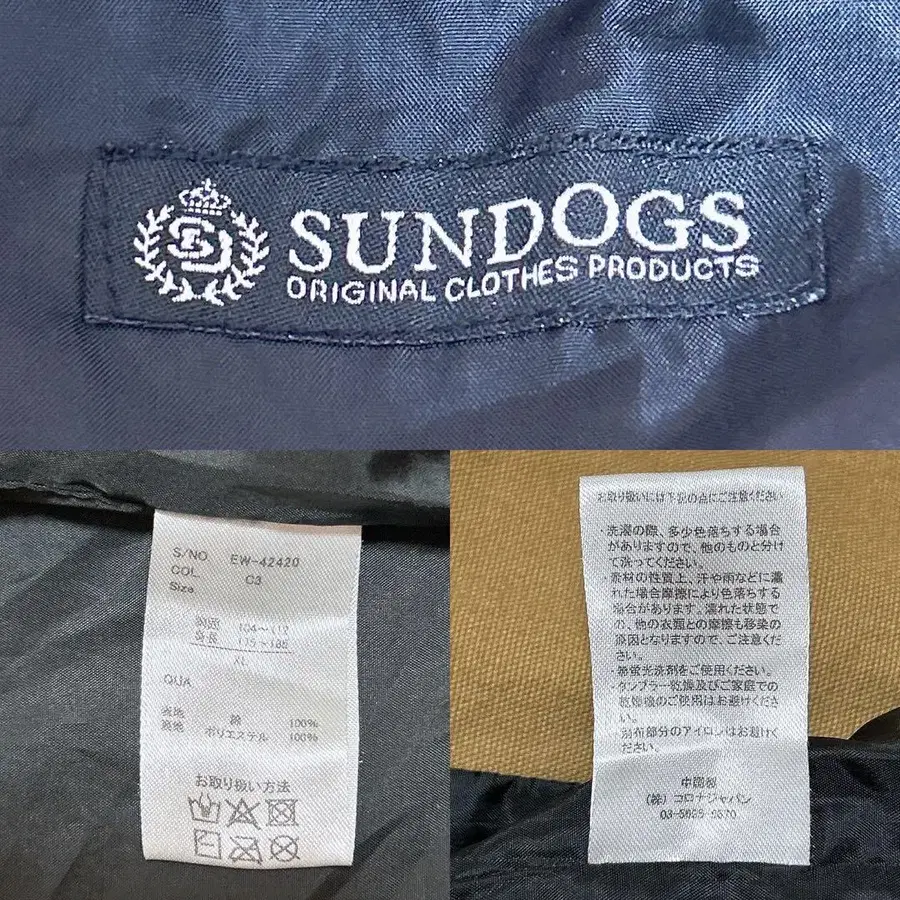 SD
SUNDOGS
ORIGINAL CLOTHES PRODUCTS
S/NO. EW-42420
COL. C3
Size
胸囲 104～112
身長 175～185
XL
QUA.
表地 綿 100%
裏地 ポリエステル 100%
お取り扱い方法
お取り扱いには下記の点にご注意ください
・洗濯の際、多少色落ちする場合
がありますので、他のものと分け
て洗ってください。
・素材の性質上、汗や雨などに濡
れた場合摩擦により色落ちする
場合があります。濡れた状態で
の、他の衣類との摩擦も移染の
原因となりますので、ご注意くださ
い。
・無蛍光洗剤をご使用ください。
・タンブラー乾燥及びご家庭での
乾燥機のご使用はお避けくださ
い。
・別布部分のアイロンはお避けく
ださい。
中国製
（株）コロナジャパン